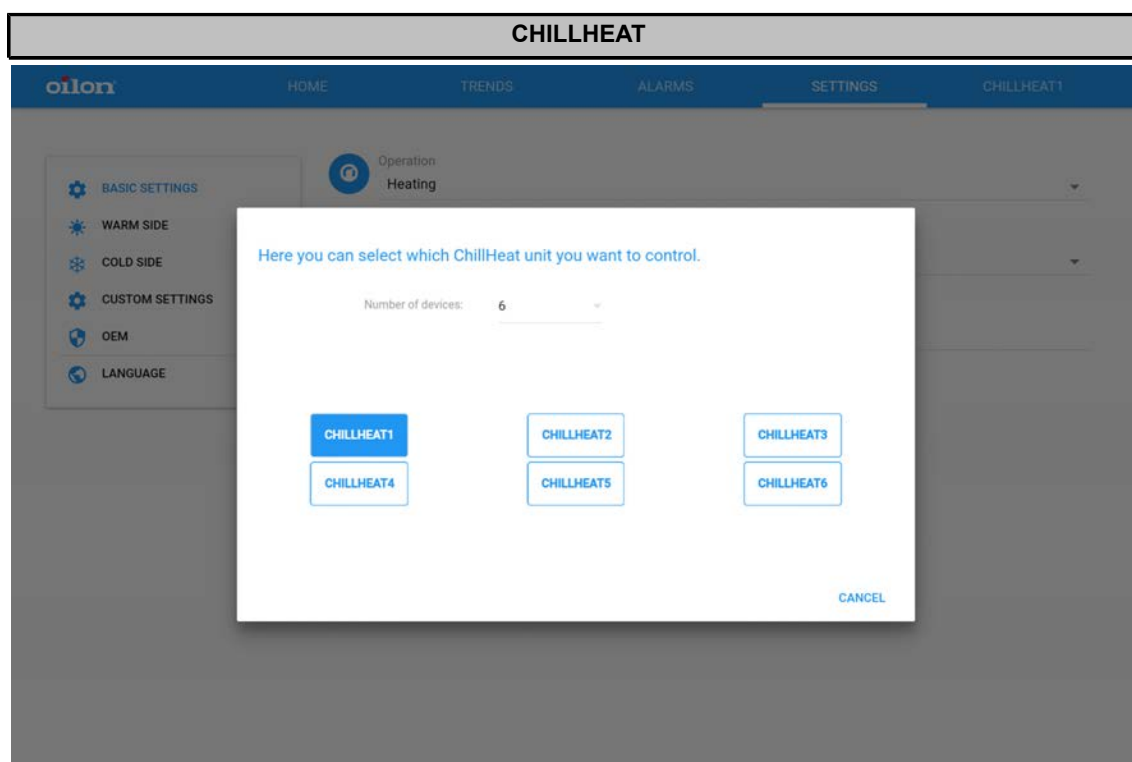 CHILLHEAT
oilon HOME TRENDS ALARMS SETTINGS CHILLHEAT1
Operation
Heating
BASIC SETTINGS
WARM SIDE
COLD SIDE
CUSTOM SETTINGS
OEM
LANGUAGE
Here you can select which ChillHeat unit you want to control.
Number of devices: 6
CHILLHEAT1 CHILLHEAT2 CHILLHEAT3
CHILLHEAT4 CHILLHEAT5 CHILLHEAT6
CANCEL